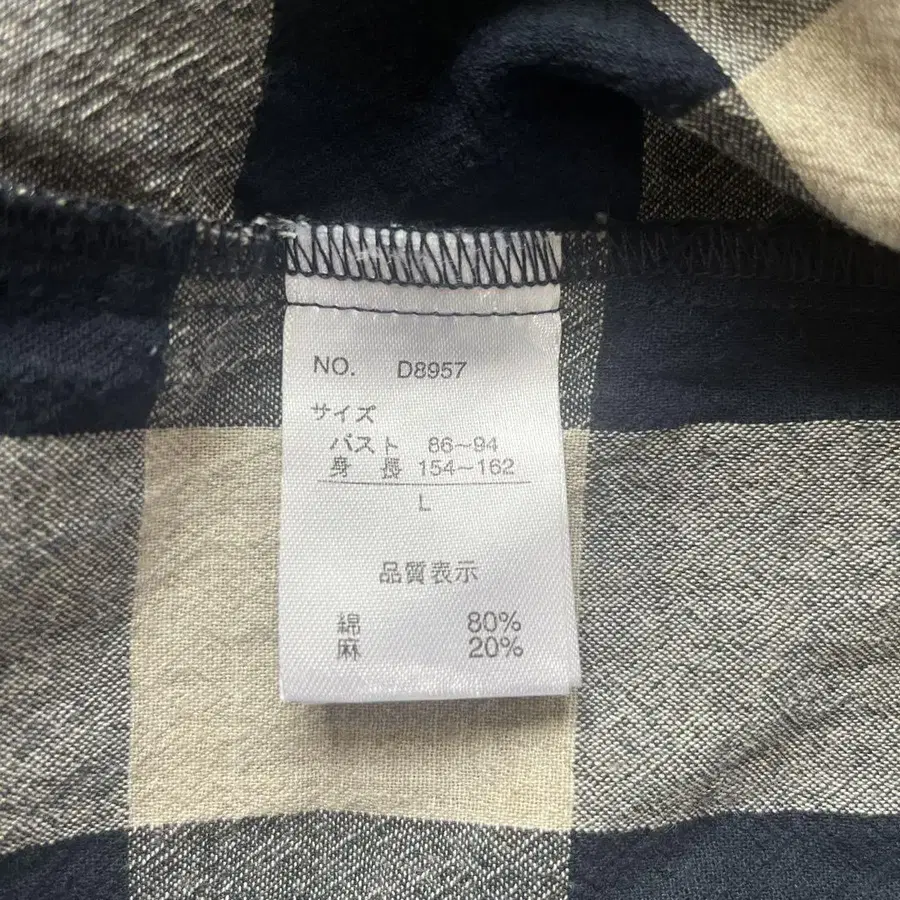 NO. D8957
サイズ
バスト 86~94
身長 154~162
L
品質表示
綿 80%
麻 20%